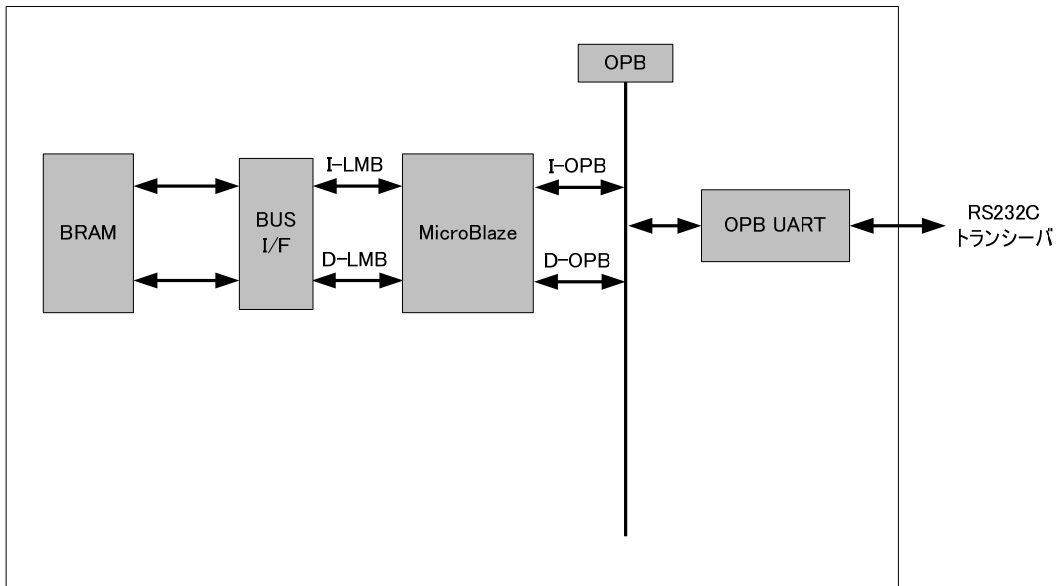 OPB
I-LMB
I-OPB
BRAM
BUS
I/F
MicroBlaze
OPB UART
RS232C
トランシーバ
D-LMB
D-OPB